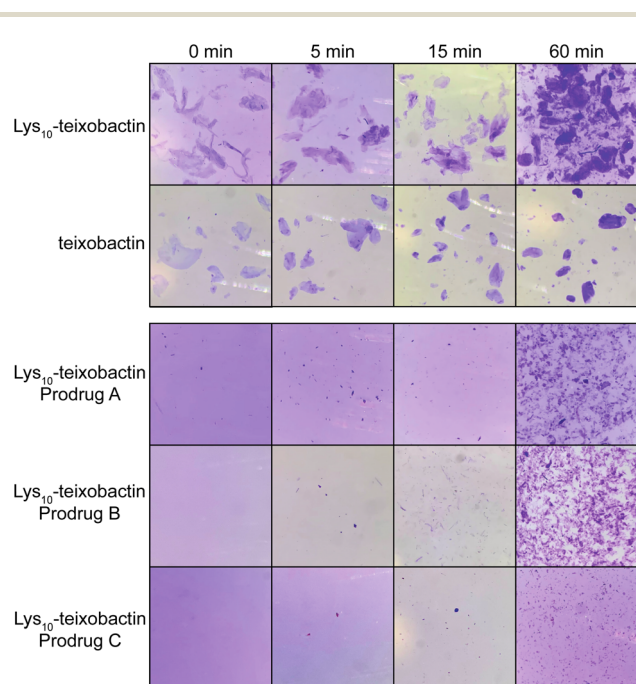 0 min 5 min 15 min 60 min
Lys₁₀-teixobactin
teixobactin
Lys₁₀-teixobactin
Prodrug A
Lys₁₀-teixobactin
Prodrug B
Lys₁₀-teixobactin
Prodrug C